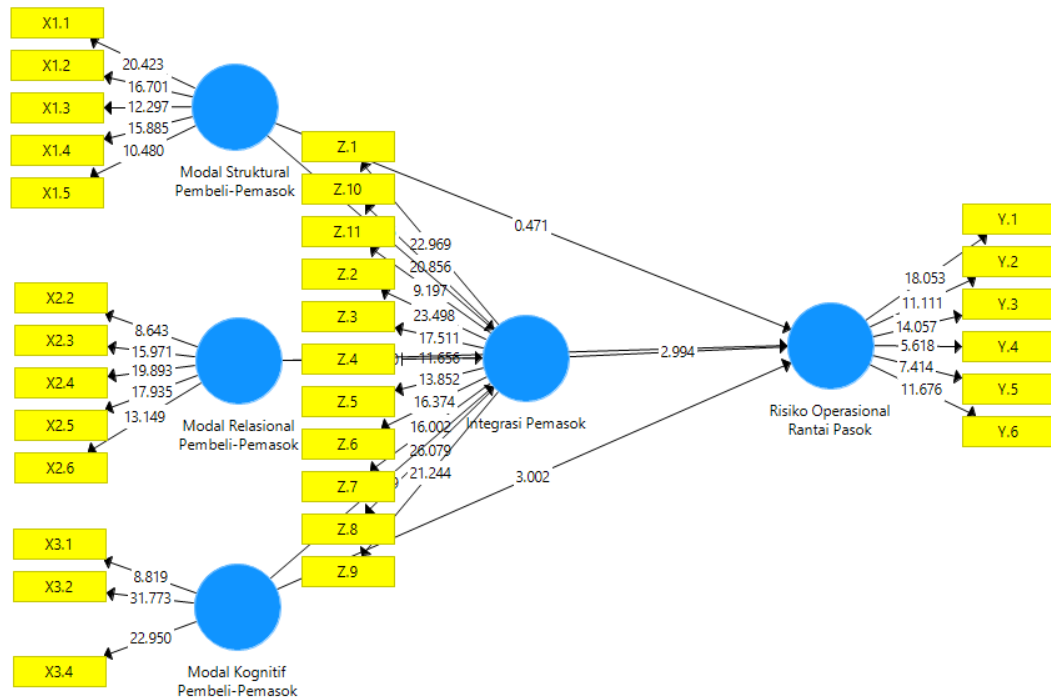 X1.1
X1.2
X1.3
X1.4
X1.5
20.423
16.701
12.297
15.885
10.480
Modal Struktural
Pembeli-Pemasok
X2.2
X2.3
X2.4
X2.5
X2.6
8.643
15.971
19.893
17.935
13.149
Modal Relasional
Pembeli-Pemasok
X3.1
X3.2
X3.4
8.819
31.773
22.950
Modal Kognitif
Pembeli-Pemasok
Z.1
Z.10
Z.11
Z.2
Z.3
Z.4
Z.5
Z.6
Z.7
Z.8
Z.9
22.969
20.856
9.197
23.498
17.511
11.656
13.852
16.374
16.002
26.079
21.244
Integrasi Pemasok
0.471
2.994
3.002
Risiko Operasional
Rantai Pasok
18.053
11.111
14.057
5.618
7.414
11.676
Y.1
Y.2
Y.3
Y.4
Y.5
Y.6